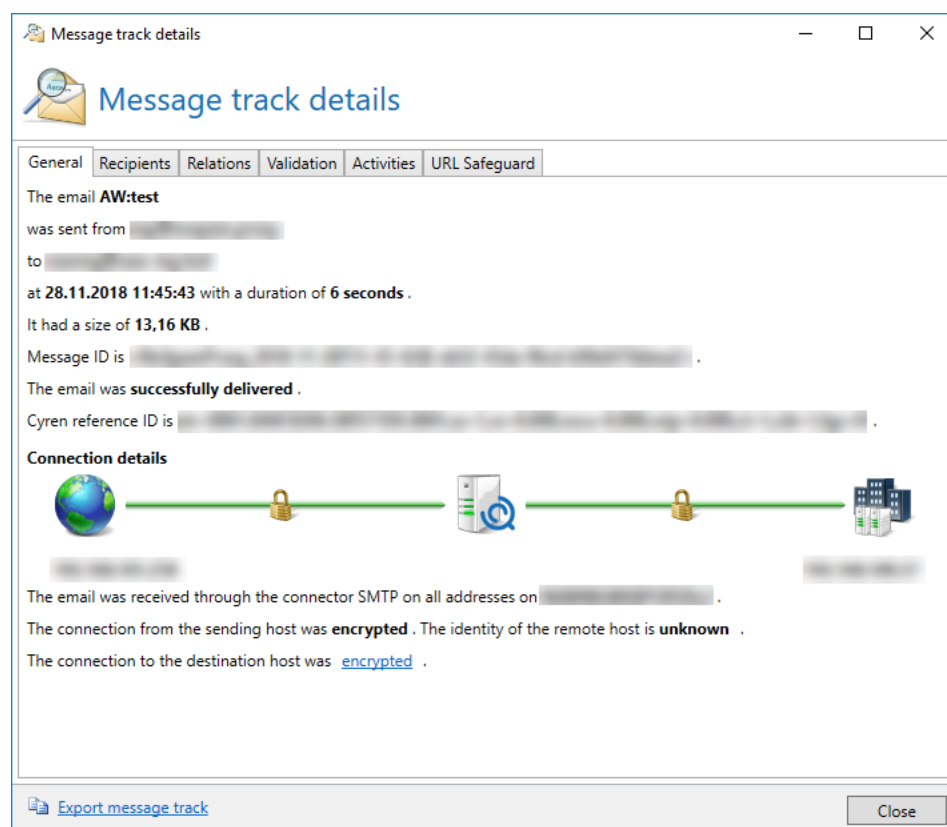 Message track details
Message track details
General Recipients Relations Validation Activities URL Safeguard
The email AW:test
was sent from
to
at 28.11.2018 11:45:43 with a duration of 6 seconds .
It had a size of 13,16 KB .
Message ID is .
The email was successfully delivered .
Cyren reference ID is .
Connection details
The email was received through the connector SMTP on all addresses on .
The connection from the sending host was encrypted . The identity of the remote host is unknown .
The connection to the destination host was encrypted .
Export message track
Close